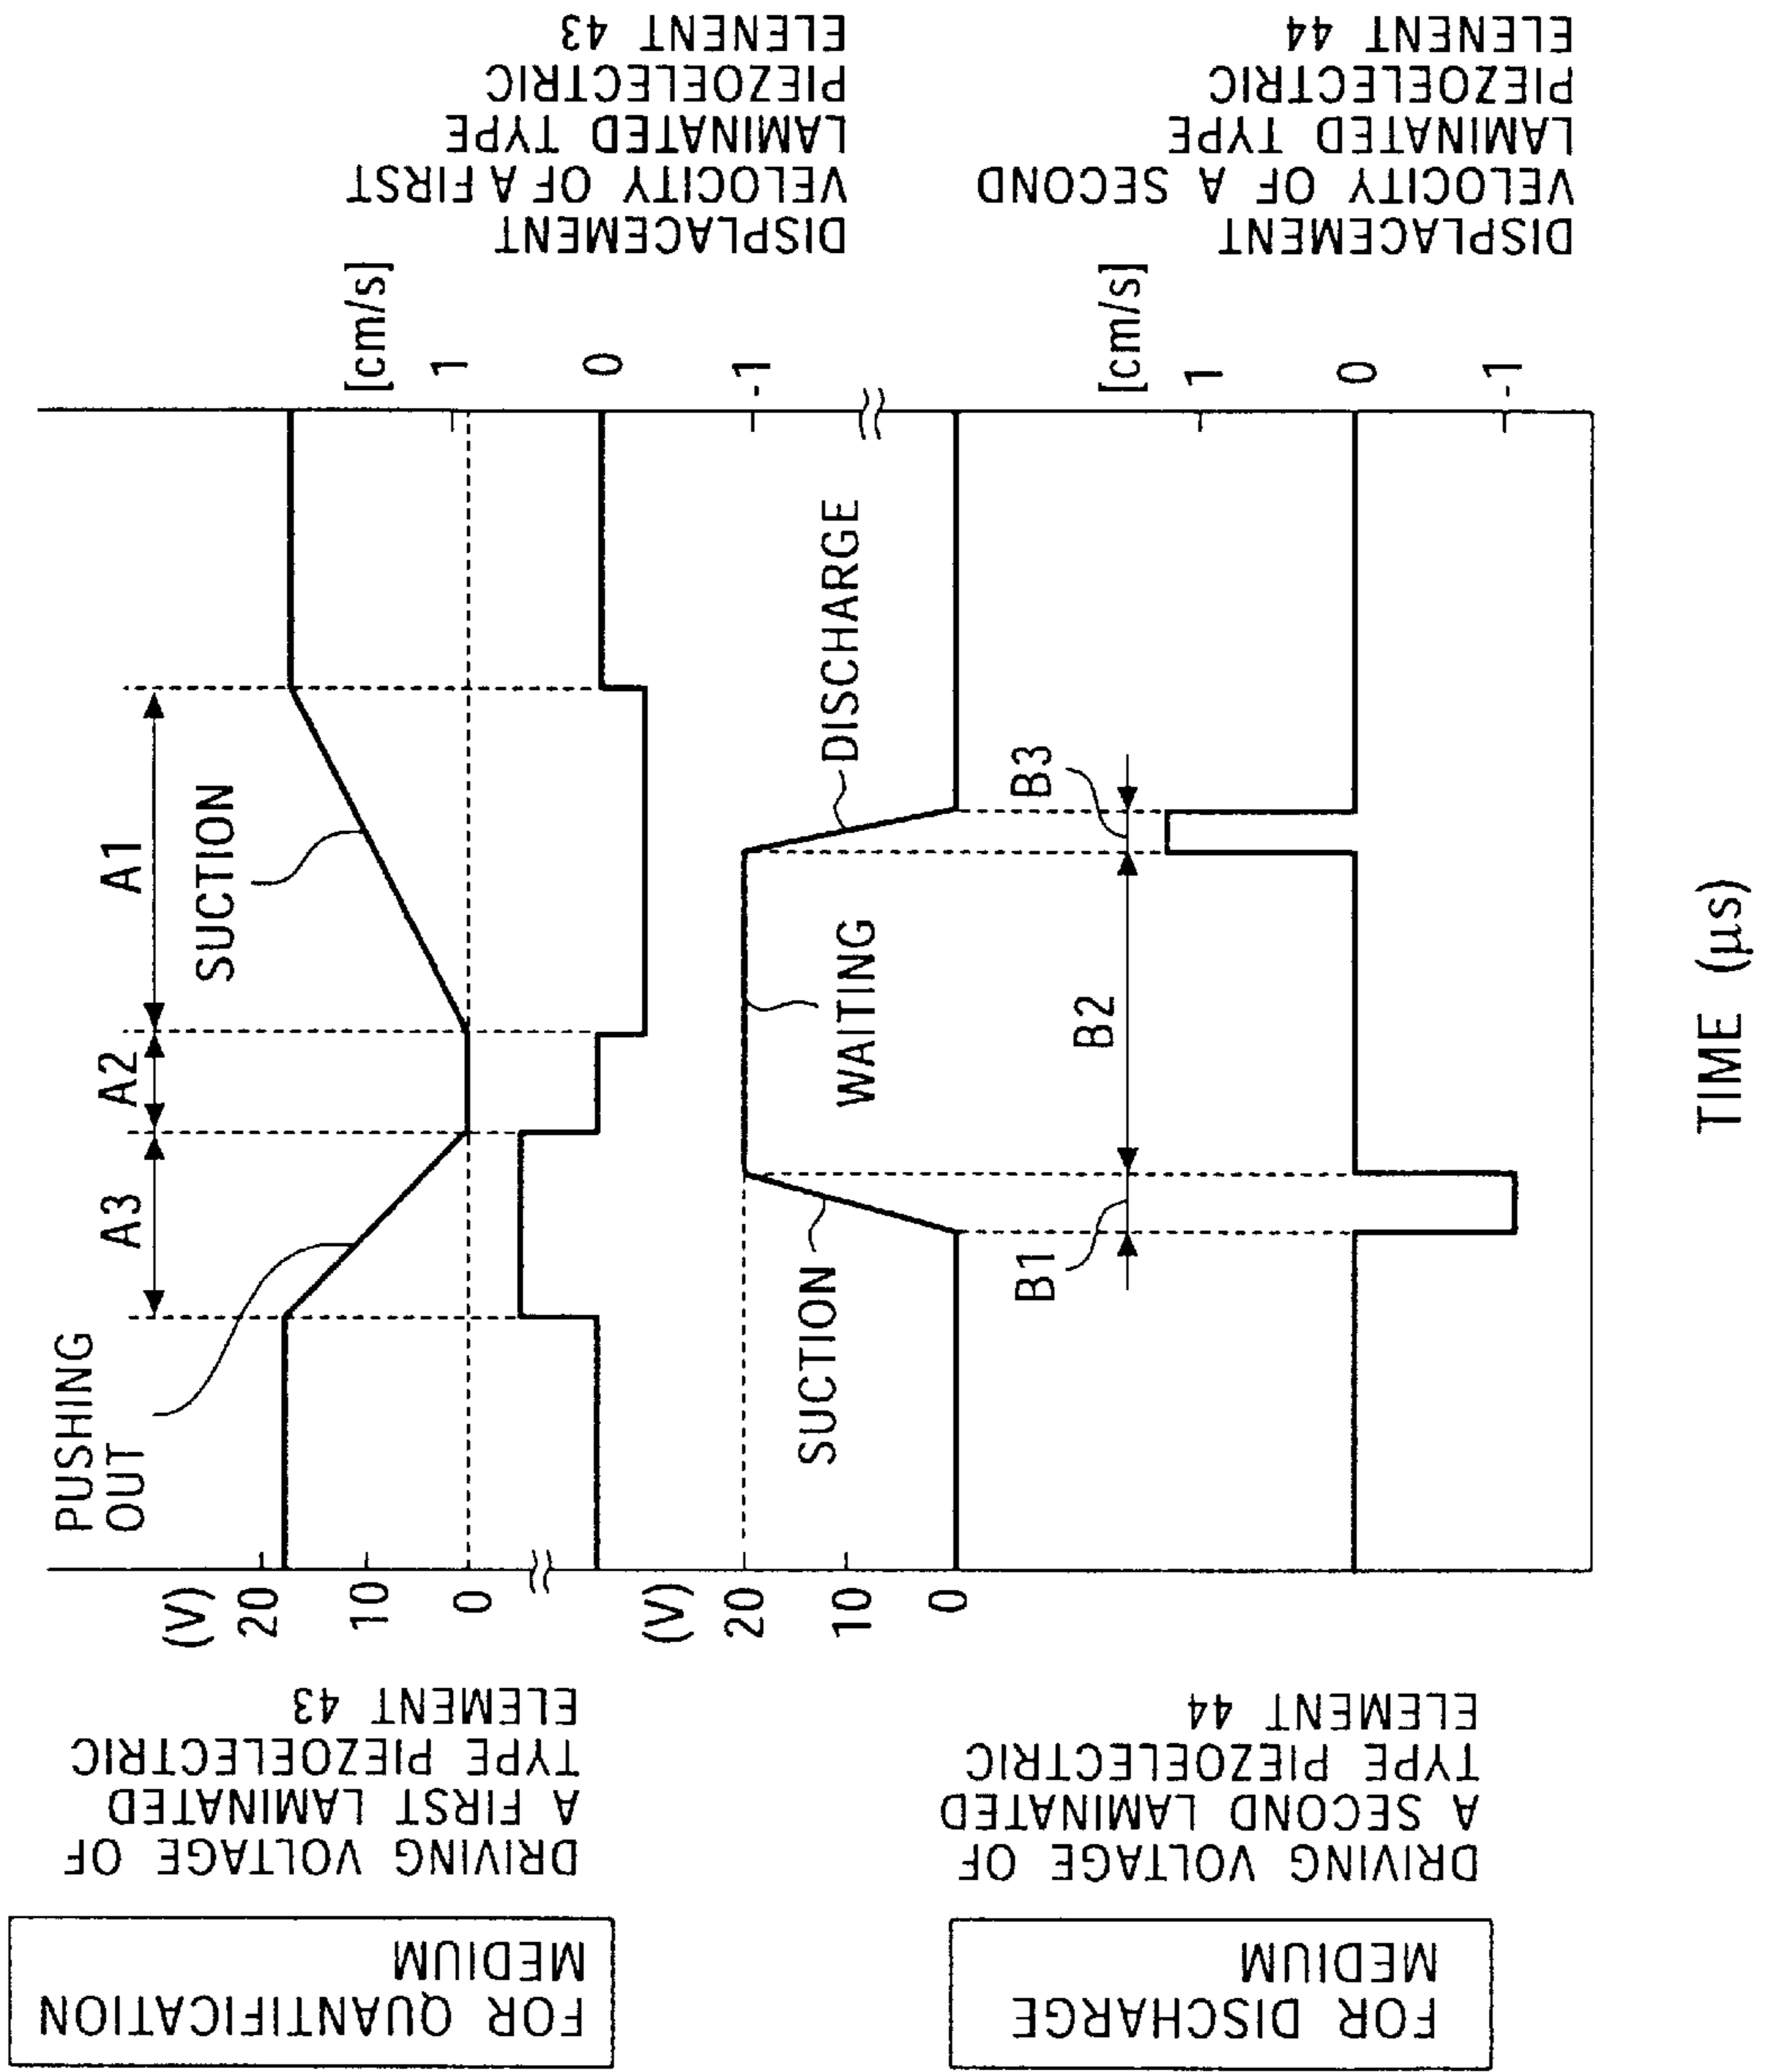 FOR QUANTIFICATION
MEDIUM
DRIVING VOLTAGE OF
A FIRST LAMINATED
TYPE PIEZOELECTRIC
ELEMENT 43
(V)
20
10
0
PUSHING
OUT
A3
A2
A1
SUCTION
[cm/s]
1
0
-1
DISPLACEMENT
VELOCITY OF A FIRST
LAMINATED TYPE
PIEZOELECTRIC
ELENENT 43
FOR DISCHARGE
MEDIUM
DRIVING VOLTAGE OF
A SECOND LAMINATED
TYPE PIEZOELECTRIC
ELEMENT 44
(V)
20
10
0
SUCTION
WAITING
DISCHARGE
B1
B2
B3
[cm/s]
1
0
-1
DISPLACEMENT
VELOCITY OF A SECOND
LAMINATED TYPE
PIEZOELECTRIC
ELENENT 44
TIME (μs)